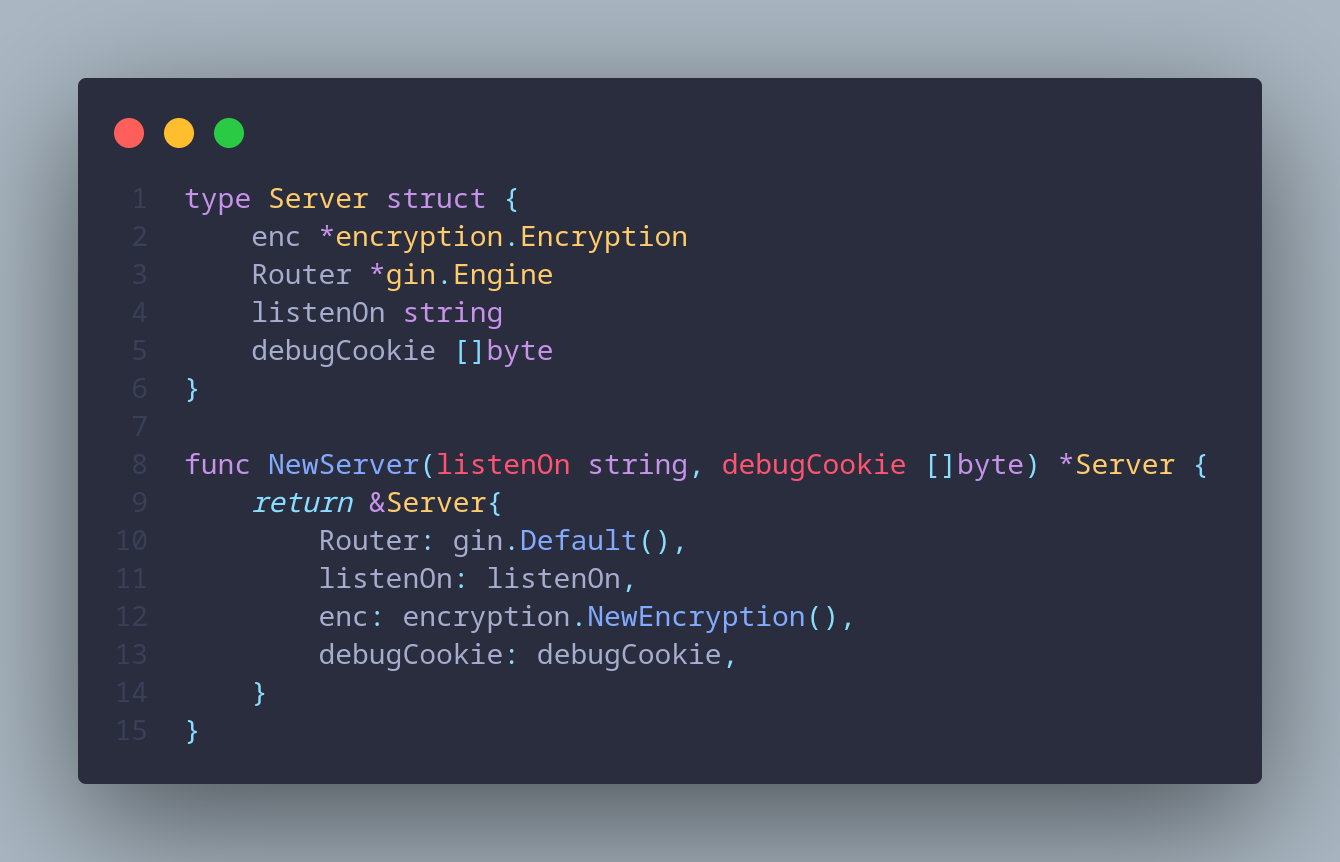 1 type Server struct {
2     enc *encryption.Encryption
3     Router *gin.Engine
4     listenOn string
5     debugCookie []byte
6 }
7
8 func NewServer(listenOn string, debugCookie []byte) *Server {
9     return &Server{
10         Router: gin.Default(),
11         listenOn: listenOn,
12         enc: encryption.NewEncryption(),
13         debugCookie: debugCookie,
14     }
15 }